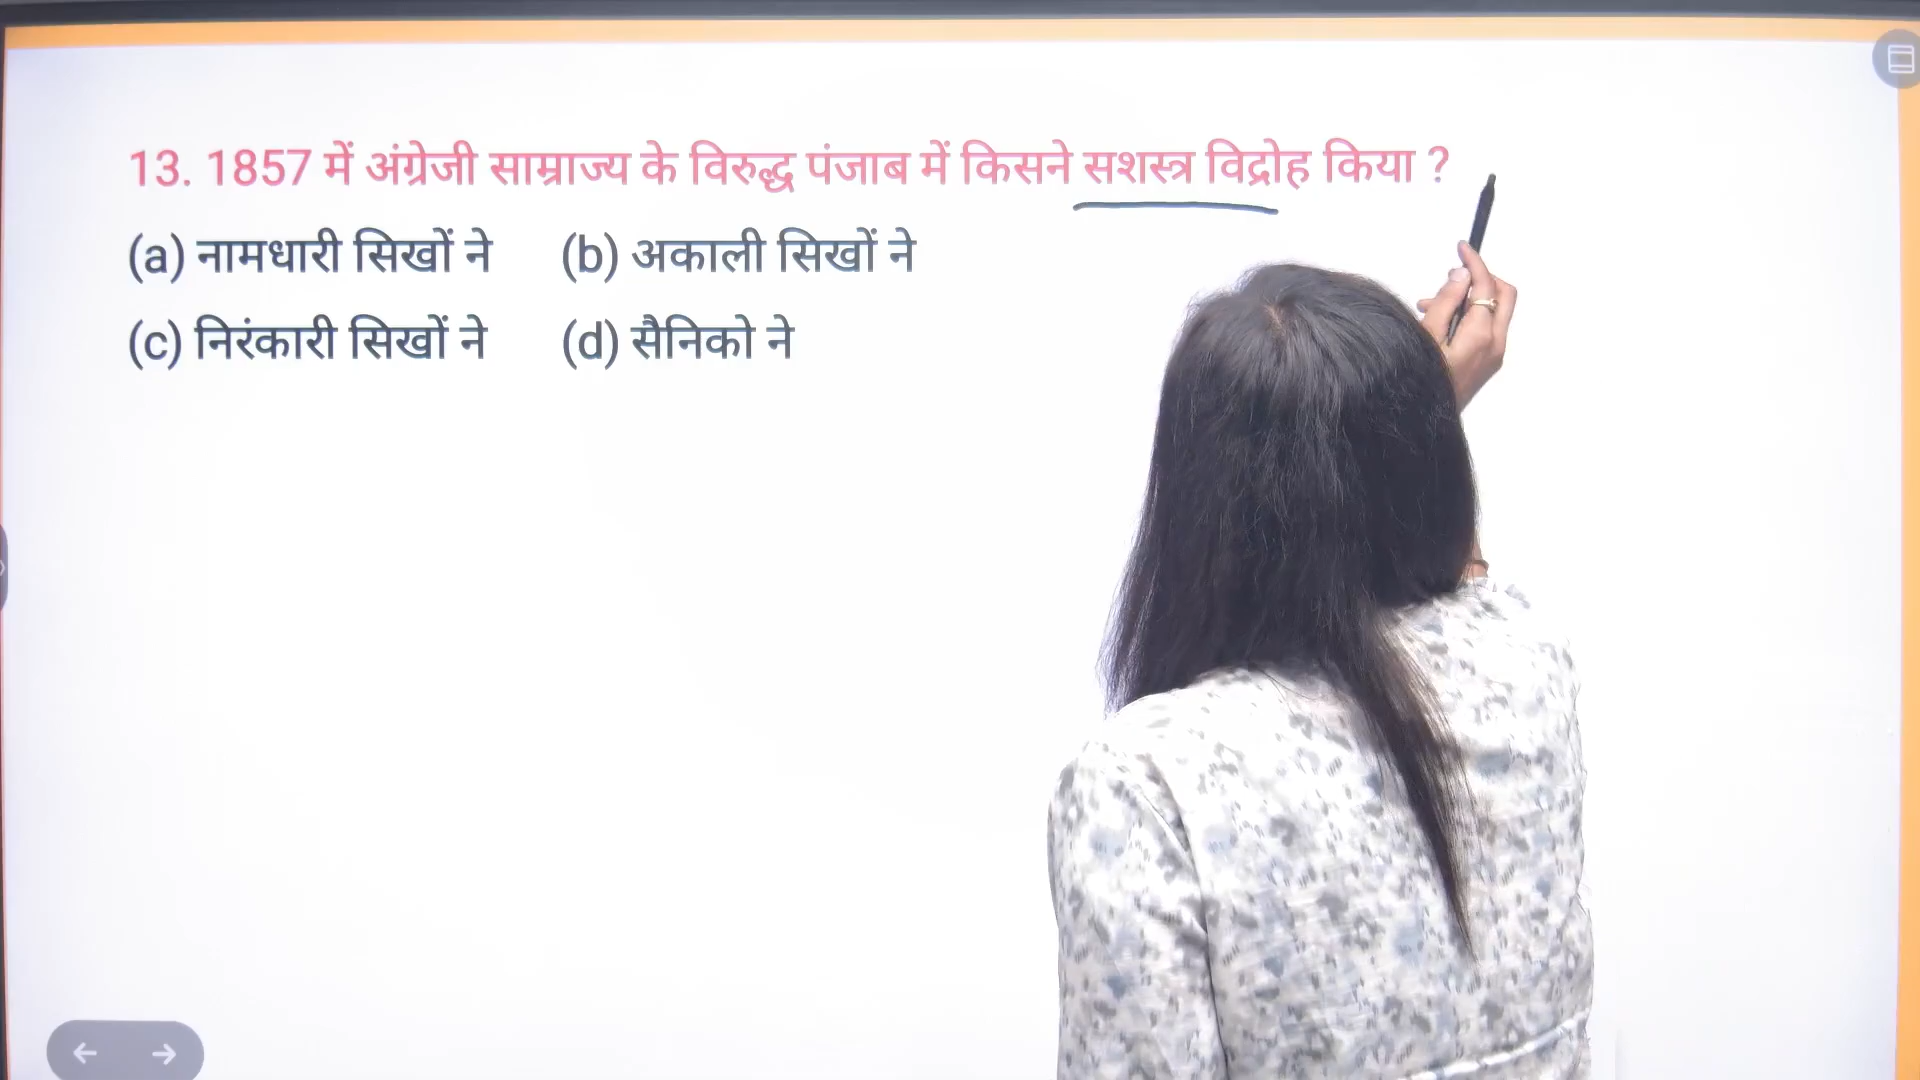 13. 1857 में अंग्रेजी साम्राज्य के विरुद्ध पंजाब में किसने सशस्त्र विद्रोह किया ?
(a) नामधारी सिखों ने (b) अकाली सिखों ने
(c) निरंकारी सिखों ने (d) सैनिको ने